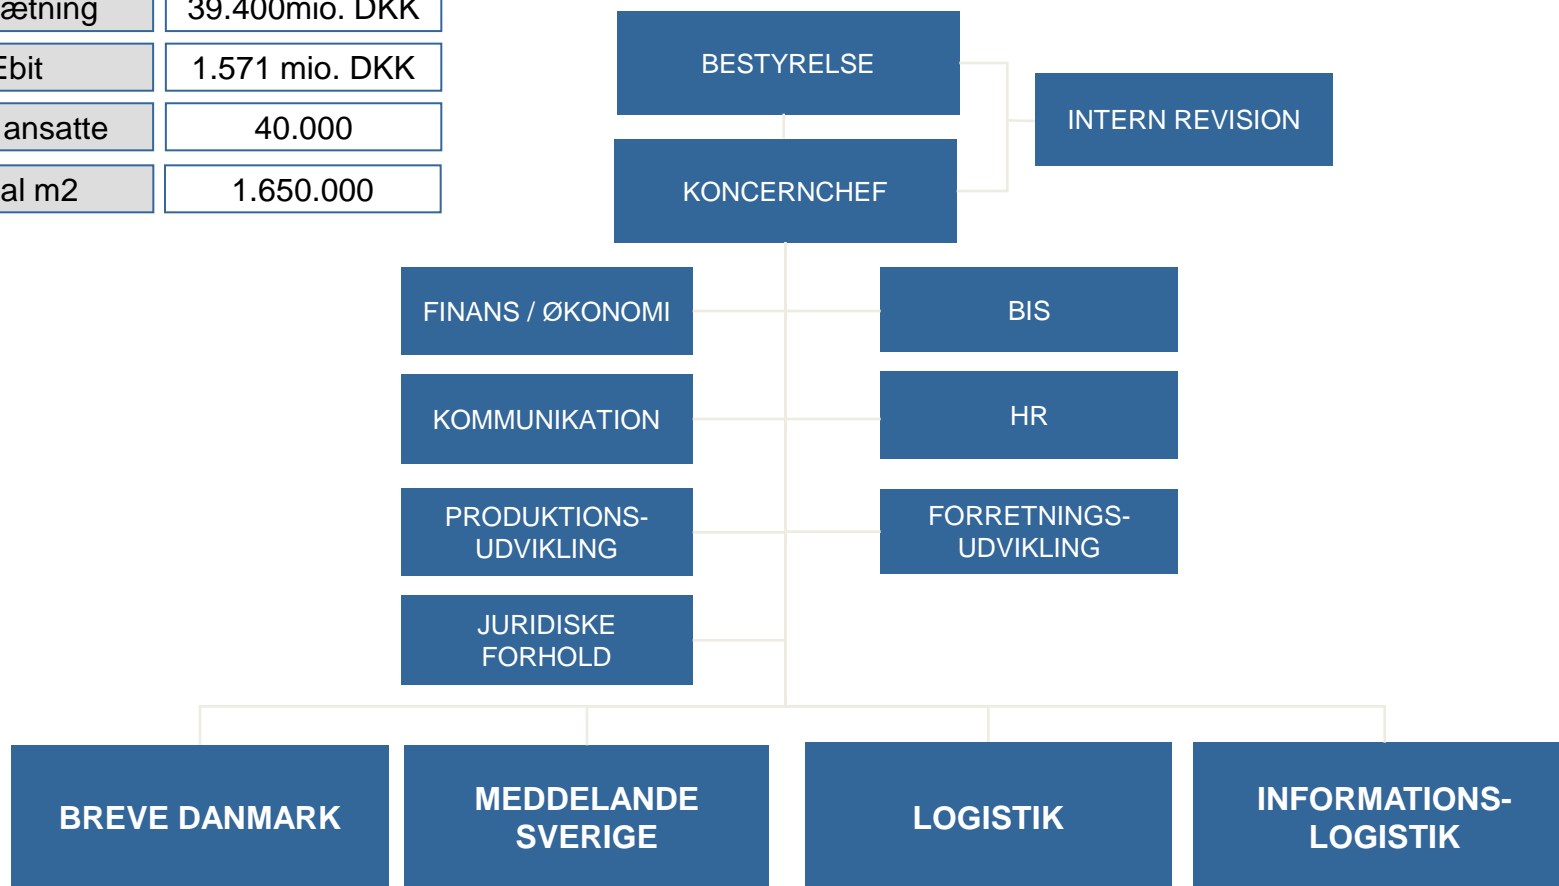 39.400mio. DKK
Ebit
1.571 mio. DKK
ansatte
40.000
m2
1.650.000
BESTYRELSE
INTERN REVISION
KONCERNCHEF
FINANS / ØKONOMI
BIS
KOMMUNIKATION
HR
PRODUKTIONS-
UDVIKLING
FORRETNINGS-
UDVIKLING
JURIDISKE
FORHOLD
BREVE DANMARK
MEDDELANDE
SVERIGE
LOGISTIK
INFORMATIONS-
LOGISTIK